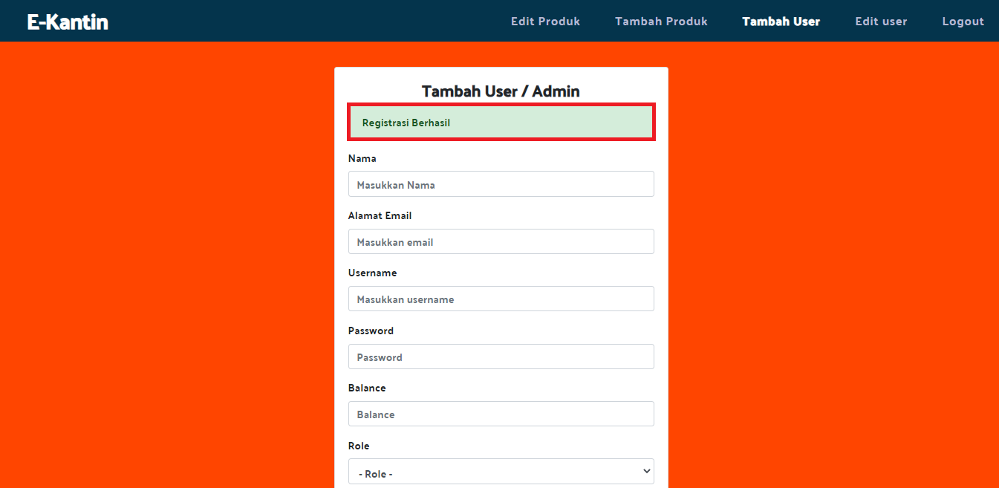 E-Kantin
Edit Produk
Tambah Produk
Tambah User
Edit user
Logout
Tambah User / Admin
Registrasi Berhasil
Nama
Masukkan Nama
Alamat Email
Masukkan email
Username
Masukkan username
Password
Password
Balance
Balance
Role
- Role -